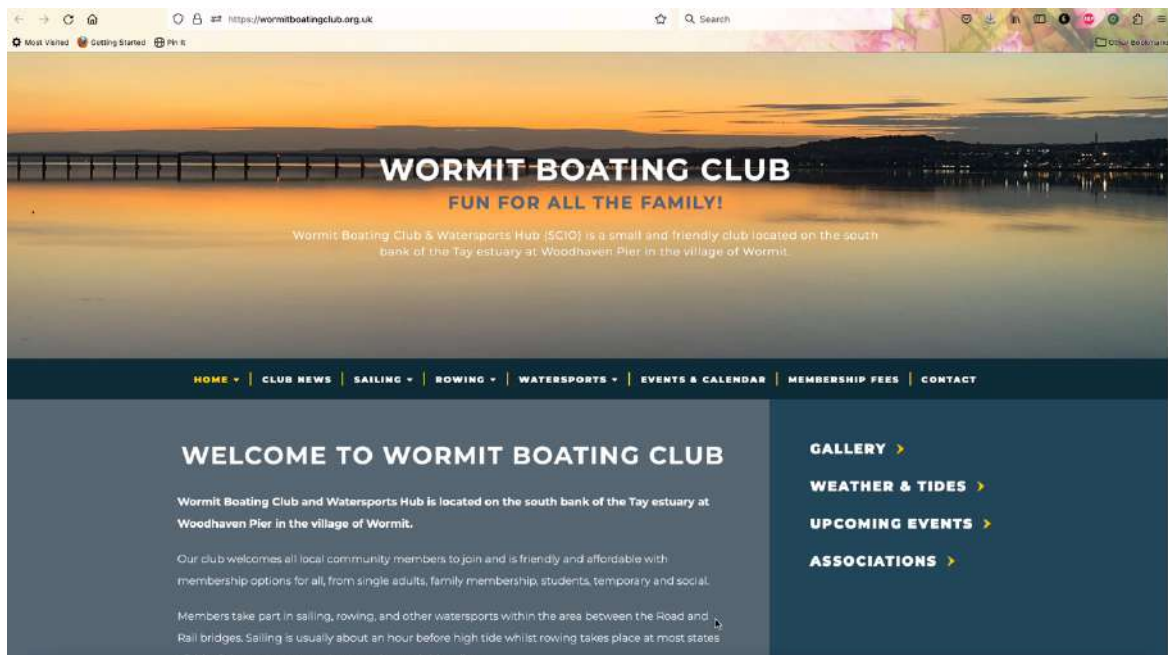 https://wormitboatingclub.org.uk
Search
Most Visited Getting Started Pin It
Other Bookmarks
WORMIT BOATING CLUB
FUN FOR ALL THE FAMILY!
Wormit Boating Club & Watersports Hub (SCIO) is a small and friendly club located on the south
bank of the Tay estuary at Woodhaven Pier in the village of Wormit.
HOME CLUB NEWS SAILING ROWING WATERSPORTS EVENTS & CALENDAR MEMBERSHIP FEES CONTACT
WELCOME TO WORMIT BOATING CLUB
Wormit Boating Club and Watersports Hub is located on the south bank of the Tay estuary at
Woodhaven Pier in the village of Wormit.
Our club welcomes all local community members to join and is friendly and affordable with
membership options for all, from single adults, family membership, students, temporary and social.
Members take part in sailing, rowing, and other watersports within the area between the Road and
Rail bridges. Sailing is usually about an hour before high tide whilst rowing takes place at most states
GALLERY >
WEATHER & TIDES >
UPCOMING EVENTS >
ASSOCIATIONS >